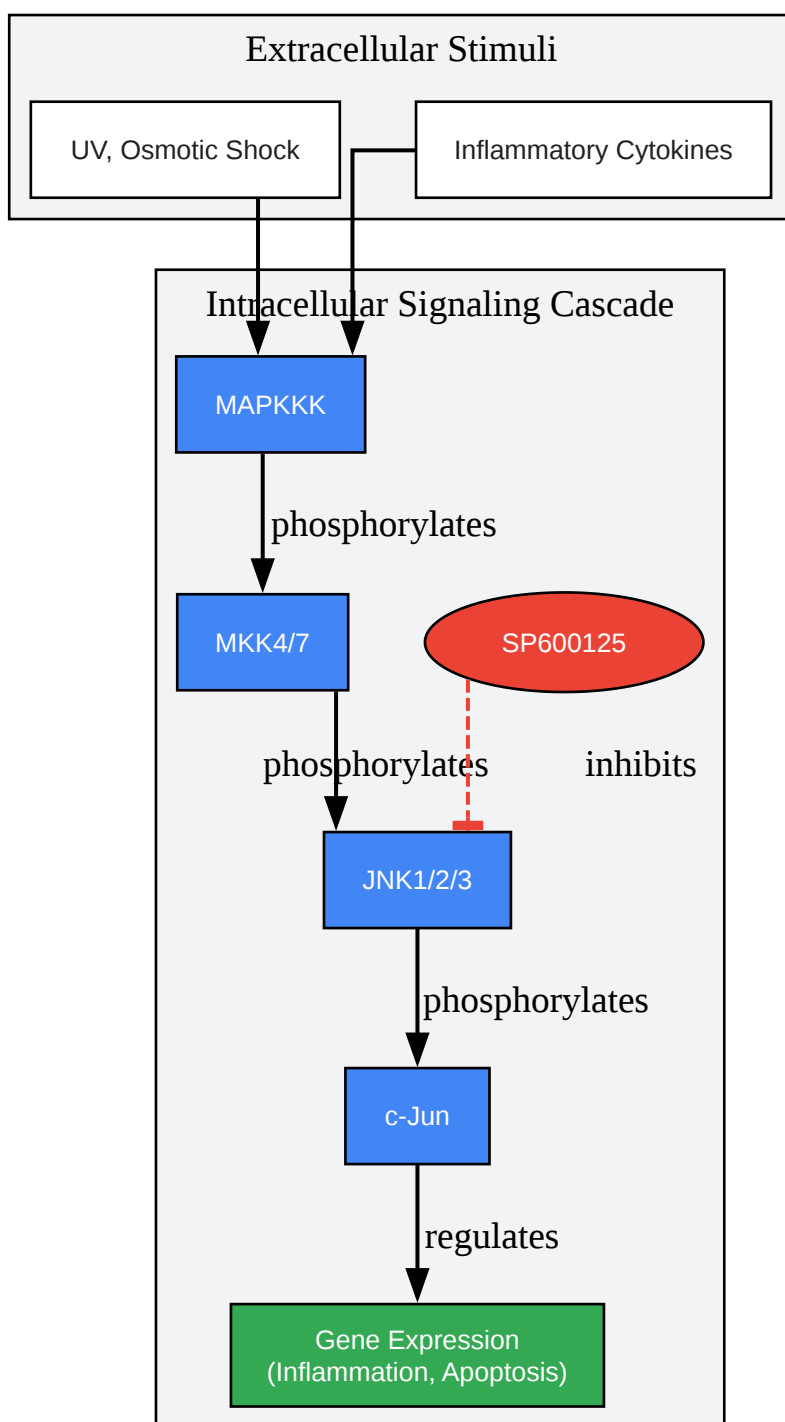 Extracellular Stimuli
UV, Osmotic Shock
Inflammatory Cytokines
Intracellular Signaling Cascade
MAPKKK
phosphorylates
MKK4/7
SP600125
phosphorylates
inhibits
JNK1/2/3
phosphorylates
c-Jun
regulates
Gene Expression
(Inflammation, Apoptosis)